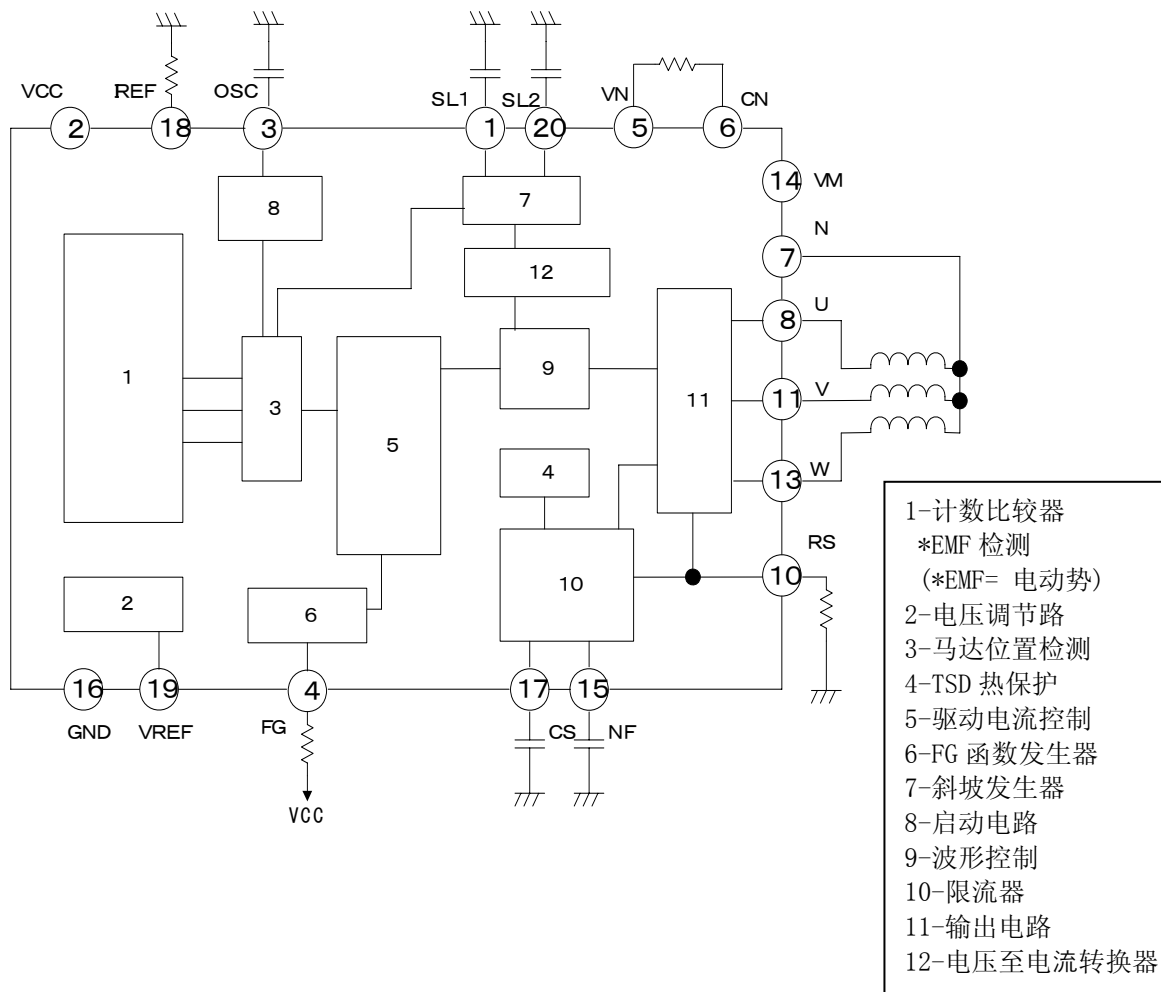 VCC
IREF
OSC
SL1
SL2
VN
CN
2
18
3
1
20
5
6
14
VM
8
7
N
7
12
U
8
1
3
5
9
11
11
V
4
13
W
RS
10
10
2
6
16
19
4
17
15
GND
VREF
FG
CS
NF
VCC
1-计数比较器
*EMF 检测
(*EMF= 电动势)
2-电压调节路
3-马达位置检测
4-TSD 热保护
5-驱动电流控制
6-FG 函数发生器
7-斜坡发生器
8-启动电路
9-波形控制
10-限流器
11-输出电路
12-电压至电流转换器